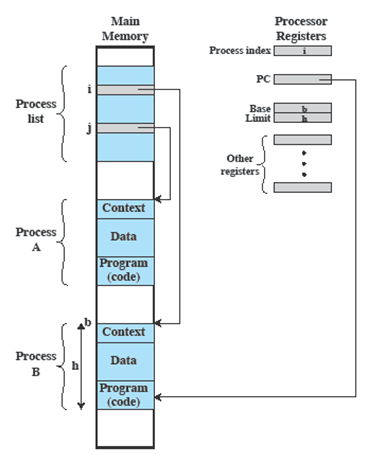 Main
Memory
Processor
Registers
Process index
i
PC
Base
b
Limit
h
Other
registers
Process
list
i
j
Process
A
Context
Data
Program
(code)
Process
B
b
h
Context
Data
Program
(code)